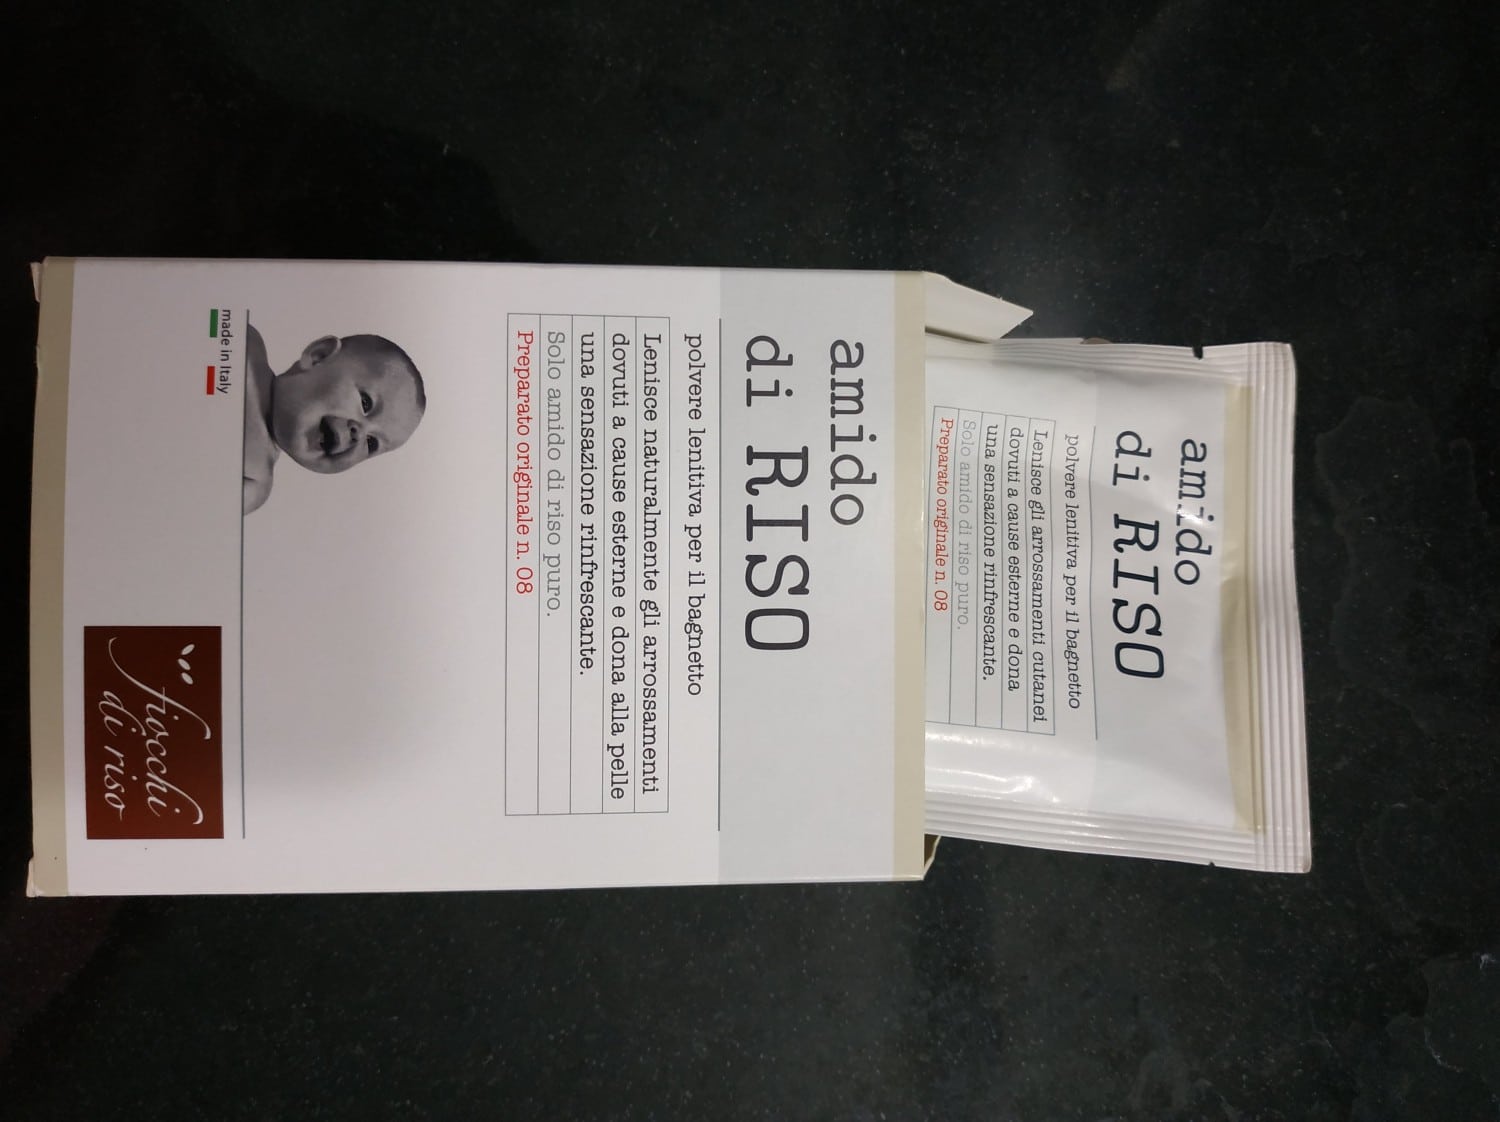 amido
di RISO
polvere lenitiva per il bagnetto
Lenisce naturalmente gli arrossamenti
dovuti a cause esterne e dona alla pelle
una sensazione rinfrescante.
Solo amido di riso puro.
Preparato originale n. 08
made in Italy
fiocchi
di riso
amido
di RISO
polvere lenitiva per il bagnetto
Lenisce gli arrossamenti cutanei
dovuti a cause esterne e dona
una sensazione rinfrescante.
Solo amido di riso puro.
Preparato originale n. 08